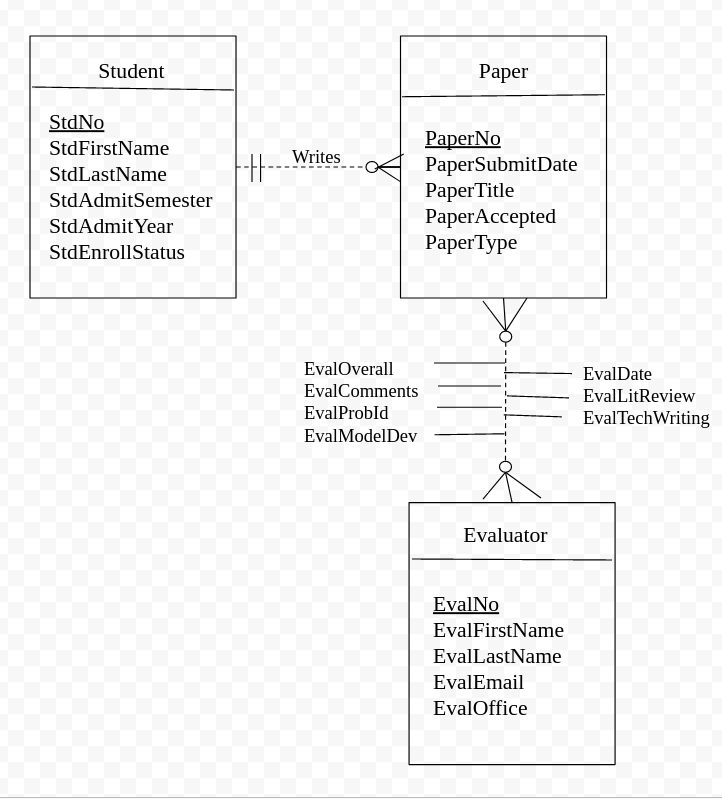 Student
StdNo
StdFirstName
StdLastName
StdAdmitSemester
StdAdmitYear
StdEnrollStatus
Writes
Paper
PaperNo
PaperSubmitDate
PaperTitle
PaperAccepted
PaperType
EvalOverall
EvalComments
EvalProbId
EvalModelDev
EvalDate
EvalLitReview
EvalTechWriting
Evaluator
EvalNo
EvalFirstName
EvalLastName
EvalEmail
EvalOffice